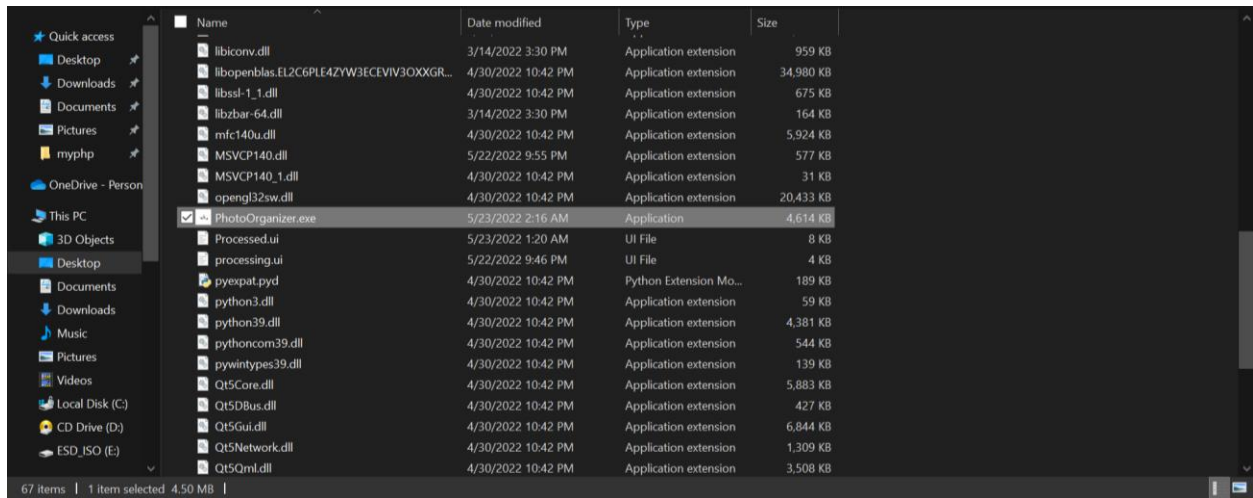 Name Date modified Type Size
Quick access
Desktop
Downloads
Documents
Pictures
myphp
OneDrive - Person
This PC
3D Objects
Desktop
Documents
Downloads
Music
Pictures
Videos
Local Disk (C:)
CD Drive (D:)
ESD_ISO (E:)
libiconv.dll 3/14/2022 3:30 PM Application extension 959 KB
libopenblas.EL2C6PLE4ZYW3ECEVIV3OXXGR... 4/30/2022 10:42 PM Application extension 34,980 KB
libssl-1_1.dll 4/30/2022 10:42 PM Application extension 675 KB
libzbar-64.dll 3/14/2022 3:30 PM Application extension 164 KB
mfc140u.dll 4/30/2022 10:42 PM Application extension 5,924 KB
MSVCP140.dll 5/22/2022 9:55 PM Application extension 577 KB
MSVCP140_1.dll 4/30/2022 10:42 PM Application extension 31 KB
opengl32sw.dll 4/30/2022 10:42 PM Application extension 20,433 KB
PhotoOrganizer.exe 5/23/2022 2:16 AM Application 4,614 KB
Processed.ui 5/23/2022 1:20 AM UI File 8 KB
processing.ui 5/22/2022 9:46 PM UI File 4 KB
pyexpat.pyd 4/30/2022 10:42 PM Python Extension Mo... 189 KB
python3.dll 4/30/2022 10:42 PM Application extension 59 KB
python39.dll 4/30/2022 10:42 PM Application extension 4,381 KB
pythoncom39.dll 4/30/2022 10:42 PM Application extension 544 KB
pywintypes39.dll 4/30/2022 10:42 PM Application extension 139 KB
Qt5Core.dll 4/30/2022 10:42 PM Application extension 5,883 KB
Qt5DBus.dll 4/30/2022 10:42 PM Application extension 427 KB
Qt5Gui.dll 4/30/2022 10:42 PM Application extension 6,844 KB
Qt5Network.dll 4/30/2022 10:42 PM Application extension 1,309 KB
Qt5Qml.dll 4/30/2022 10:42 PM Application extension 3,508 KB
67 items 1 item selected 4.50 MB